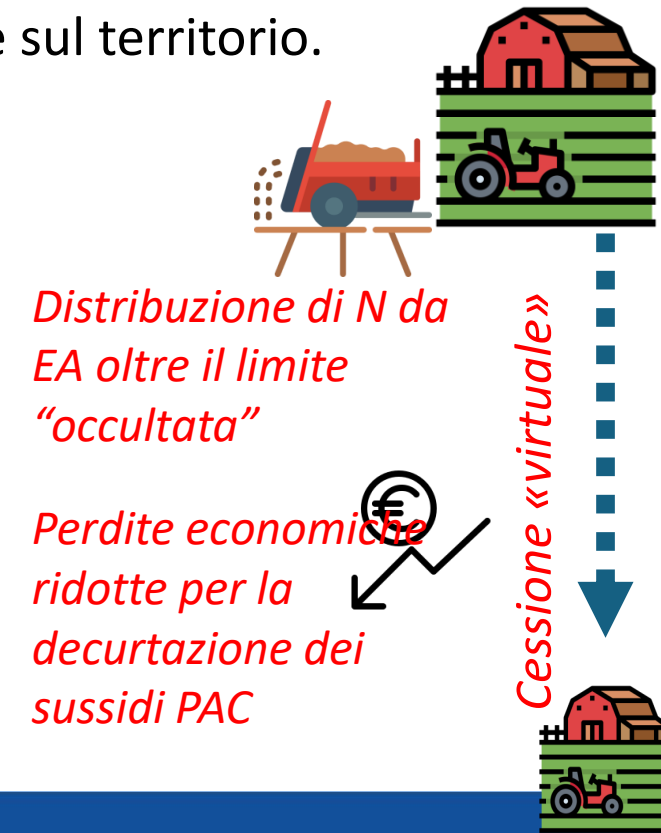 e sul territorio.
Distribuzione di N da
EA oltre il limite
“occultata”
Perdite economiche
ridotte per la
decurtazione dei
sussidi PAC
Cessione «virtuale»